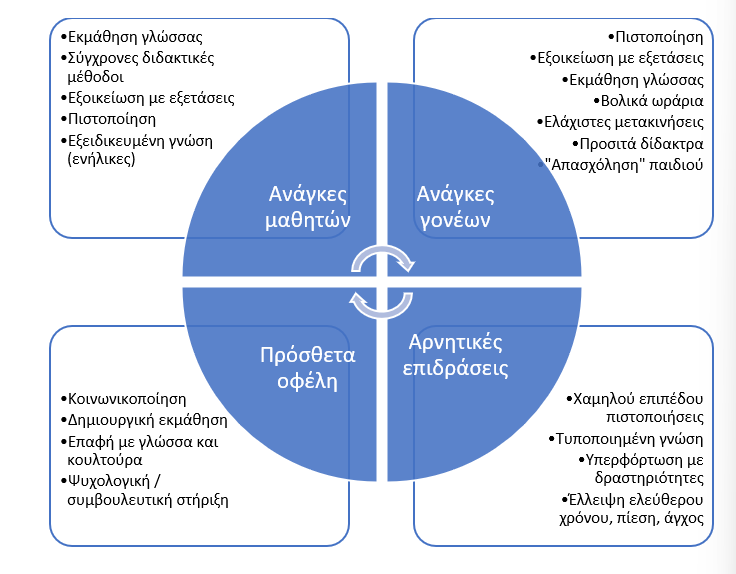 •Εκμάθηση γλώσσας
•Σύγχρονες διδακτικές
μέθοδοι
•Εξοικείωση με εξετάσεις
•Πιστοποίηση
•Εξειδικευμένη γνώση
(ενήλικες)
•Πιστοποίηση
•Εξοικείωση με εξετάσεις
•Εκμάθηση γλώσσας
•Βολικά ωράρια
•Ελάχιστες μετακινήσεις
•Προσιτά δίδακτρα
•"Απασχόληση" παιδιού
Ανάγκες
μαθητών
Ανάγκες
γονέων
Πρόσθετα
οφέλη
Αρνητικές
επιδράσεις
•Κοινωνικοποίηση
•Δημιουργική εκμάθηση
•Επαφή με γλώσσα και
κουλτούρα
•Ψυχολογική /
συμβουλευτική στήριξη
•Χαμηλού επιπέδου
πιστοποιήσεις
•Τυποποιημένη γνώση
•Υπερφόρτωση με
δραστηριότητες
•Έλλειψη ελεύθερου
χρόνου, πίεση, άγχος